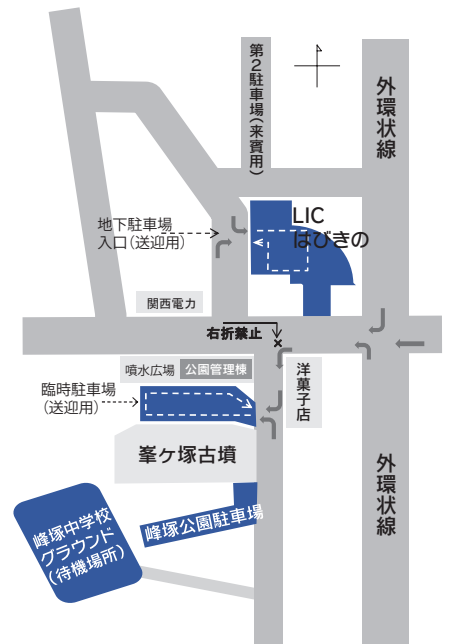 第2駐車場(来賓用)
外環状線
LIC
はびきの
地下駐車場
入口(送迎用)
関西電力
右折禁止
噴水広場
公園管理棟
洋菓子店
臨時駐車場
(送迎用)
峯ケ塚古墳
外環状線
峰塚公園駐車場
峰塚中学校
グラウンド
(待機場所)